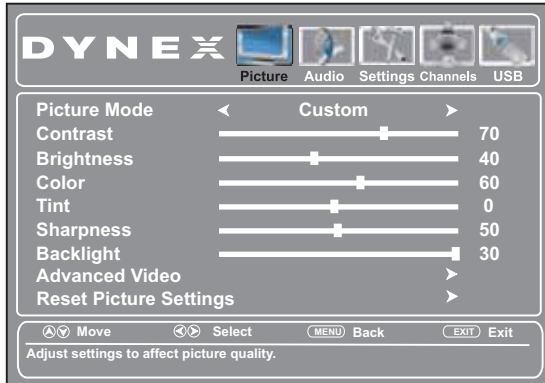 DYNEX
Picture Audio Settings Channels USB
Picture Mode Custom
Contrast 70
Brightness 40
Color 60
Tint 0
Sharpness 50
Backlight 30
Advanced Video
Reset Picture Settings
Move Select MENU Back EXIT Exit
Adjust settings to affect picture quality.